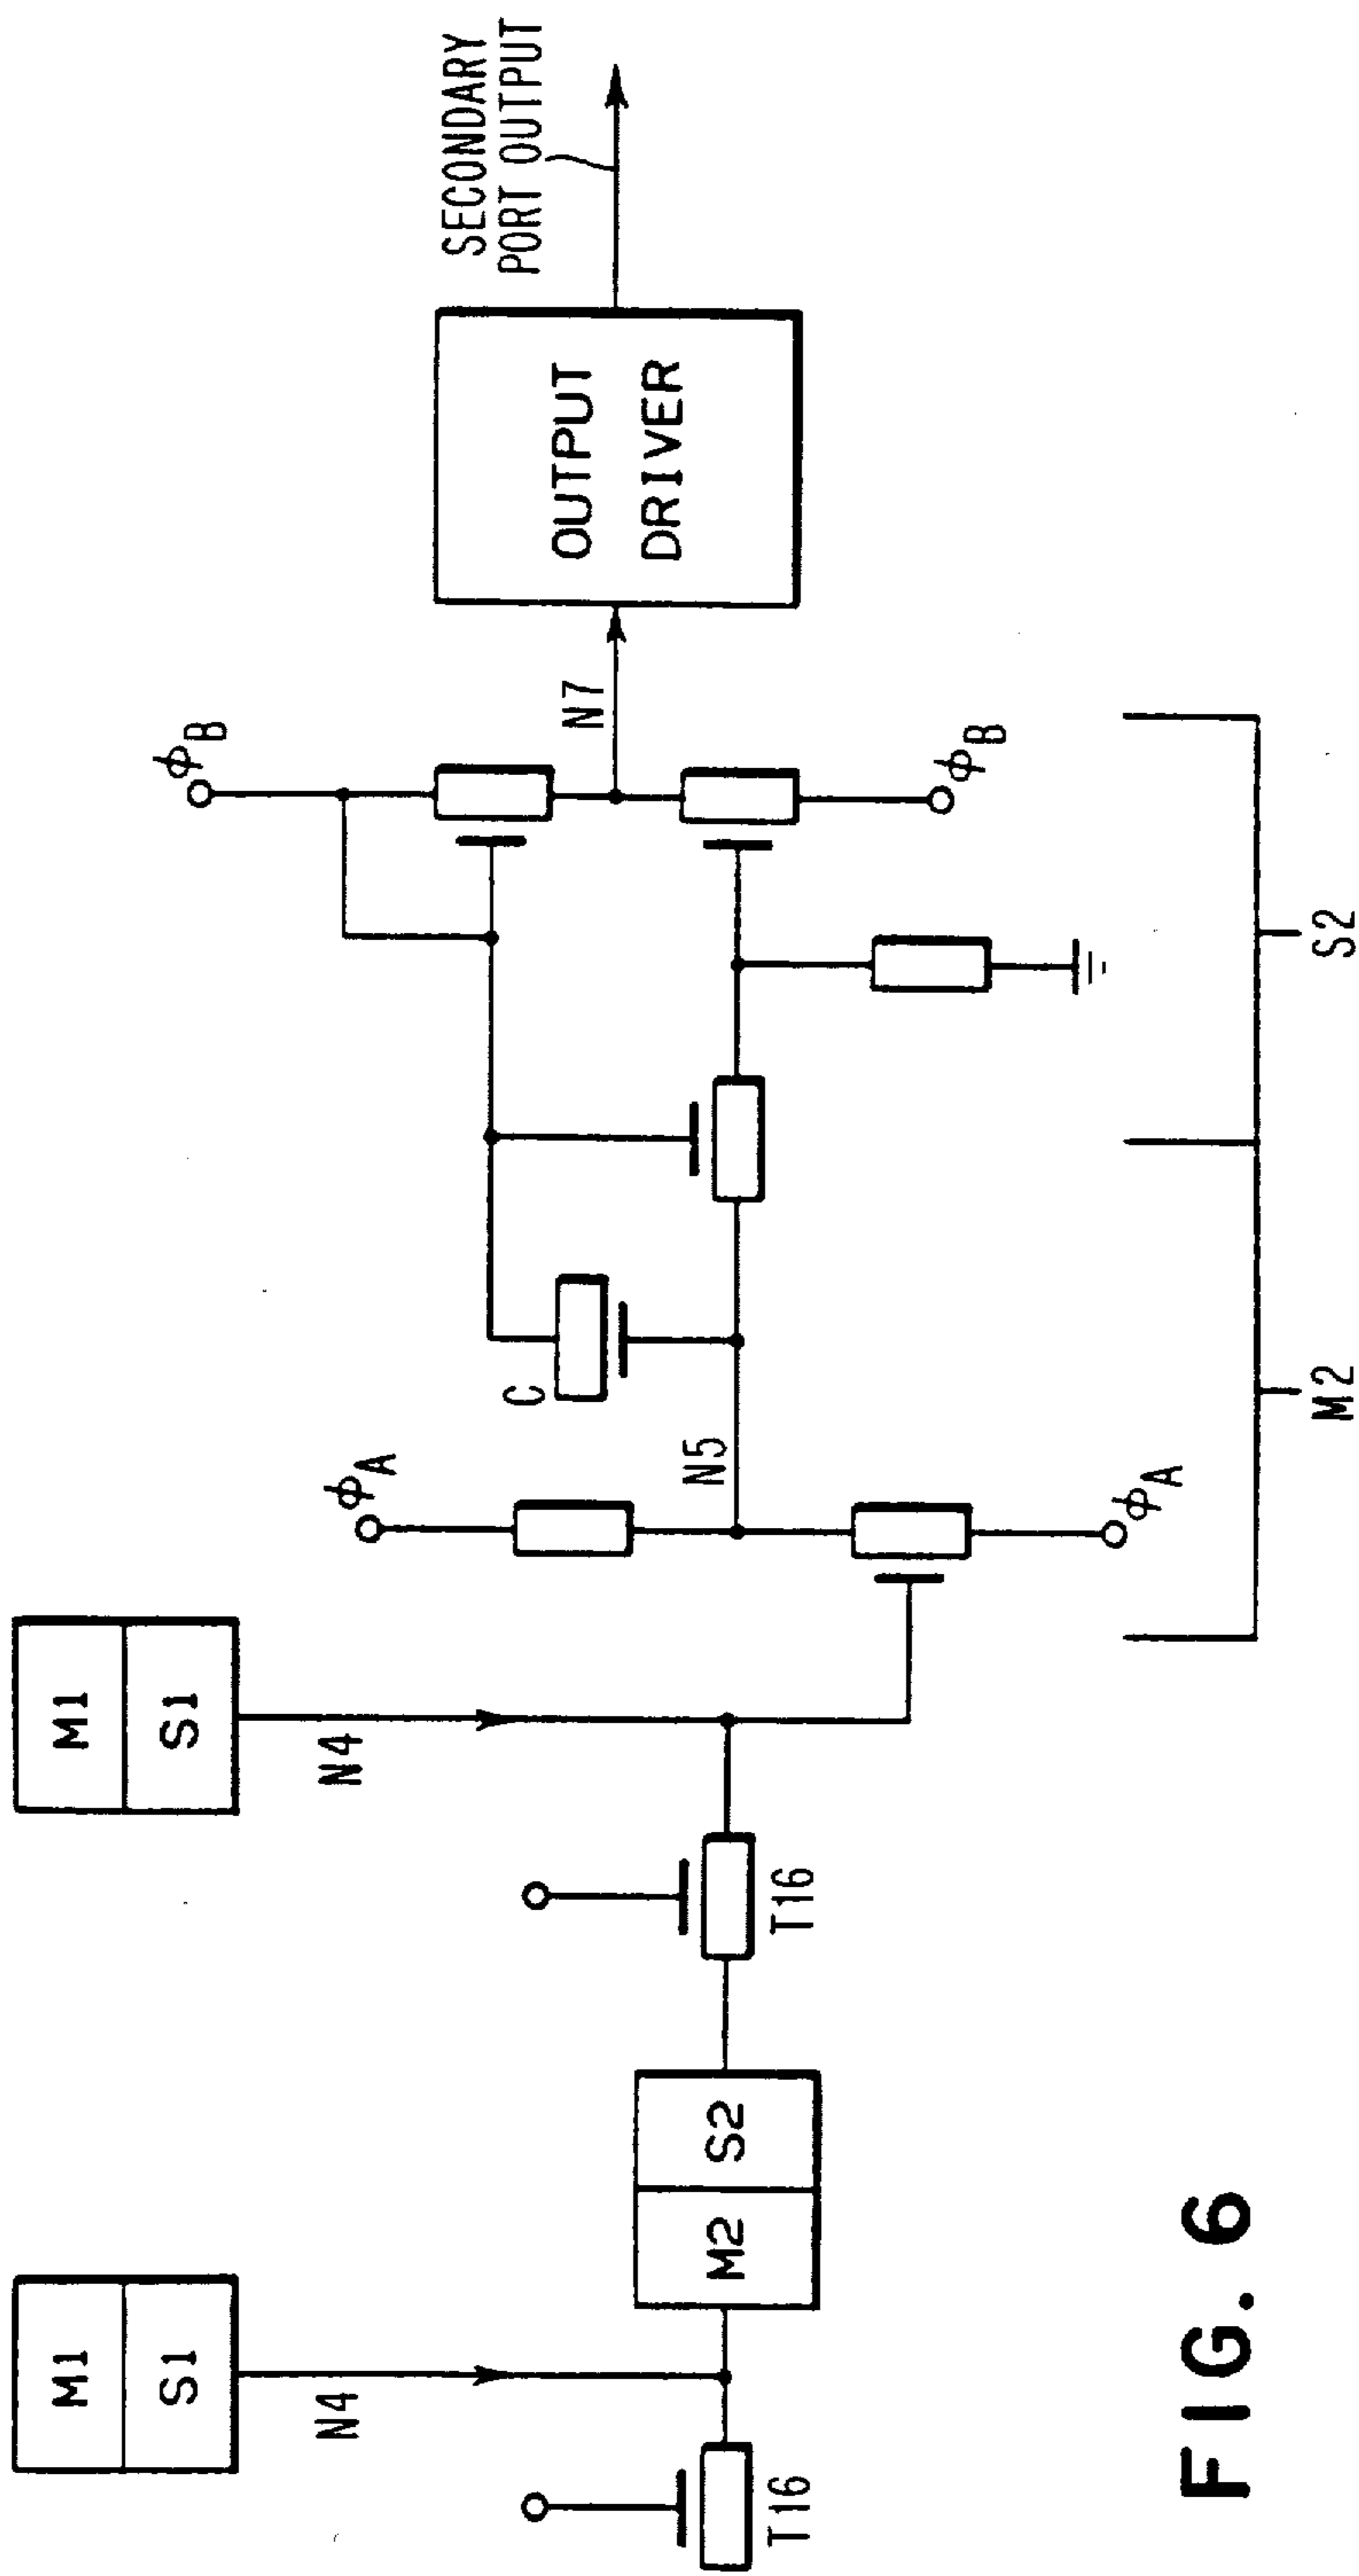 M1
S1
N4
M1
S1
N4
T16
M2
S2
T16
ϕA
N5
ϕA
C
ϕB
N7
ϕB
OUTPUT
DRIVER
SECONDARY
PORT OUTPUT
M2
S2
FIG. 6